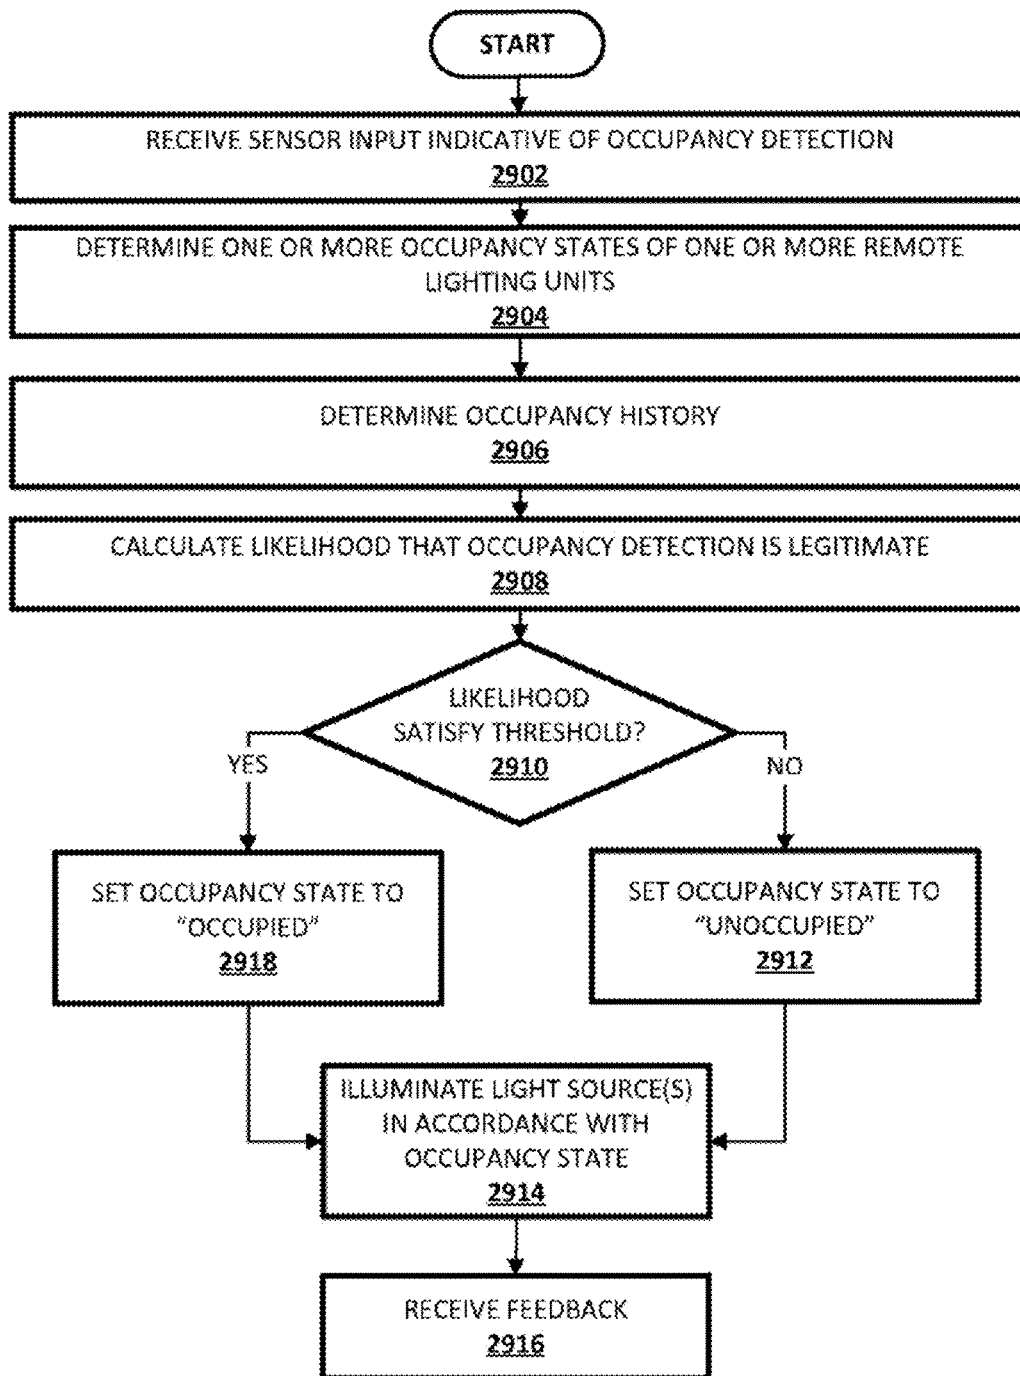 START
RECEIVE SENSOR INPUT INDICATIVE OF OCCUPANCY DETECTION
2902
DETERMINE ONE OR MORE OCCUPANCY STATES OF ONE OR MORE REMOTE
LIGHTING UNITS
2904
DETERMINE OCCUPANCY HISTORY
2906
CALCULATE LIKELIHOOD THAT OCCUPANCY DETECTION IS LEGITIMATE
2908
LIKELIHOOD
SATISFY THRESHOLD?
2910
YES
NO
SET OCCUPANCY STATE TO
“OCCUPIED”
2918
SET OCCUPANCY STATE TO
“UNOCCUPIED”
2912
ILLUMINATE LIGHT SOURCE(S)
IN ACCORDANCE WITH
OCCUPANCY STATE
2914
RECEIVE FEEDBACK
2916